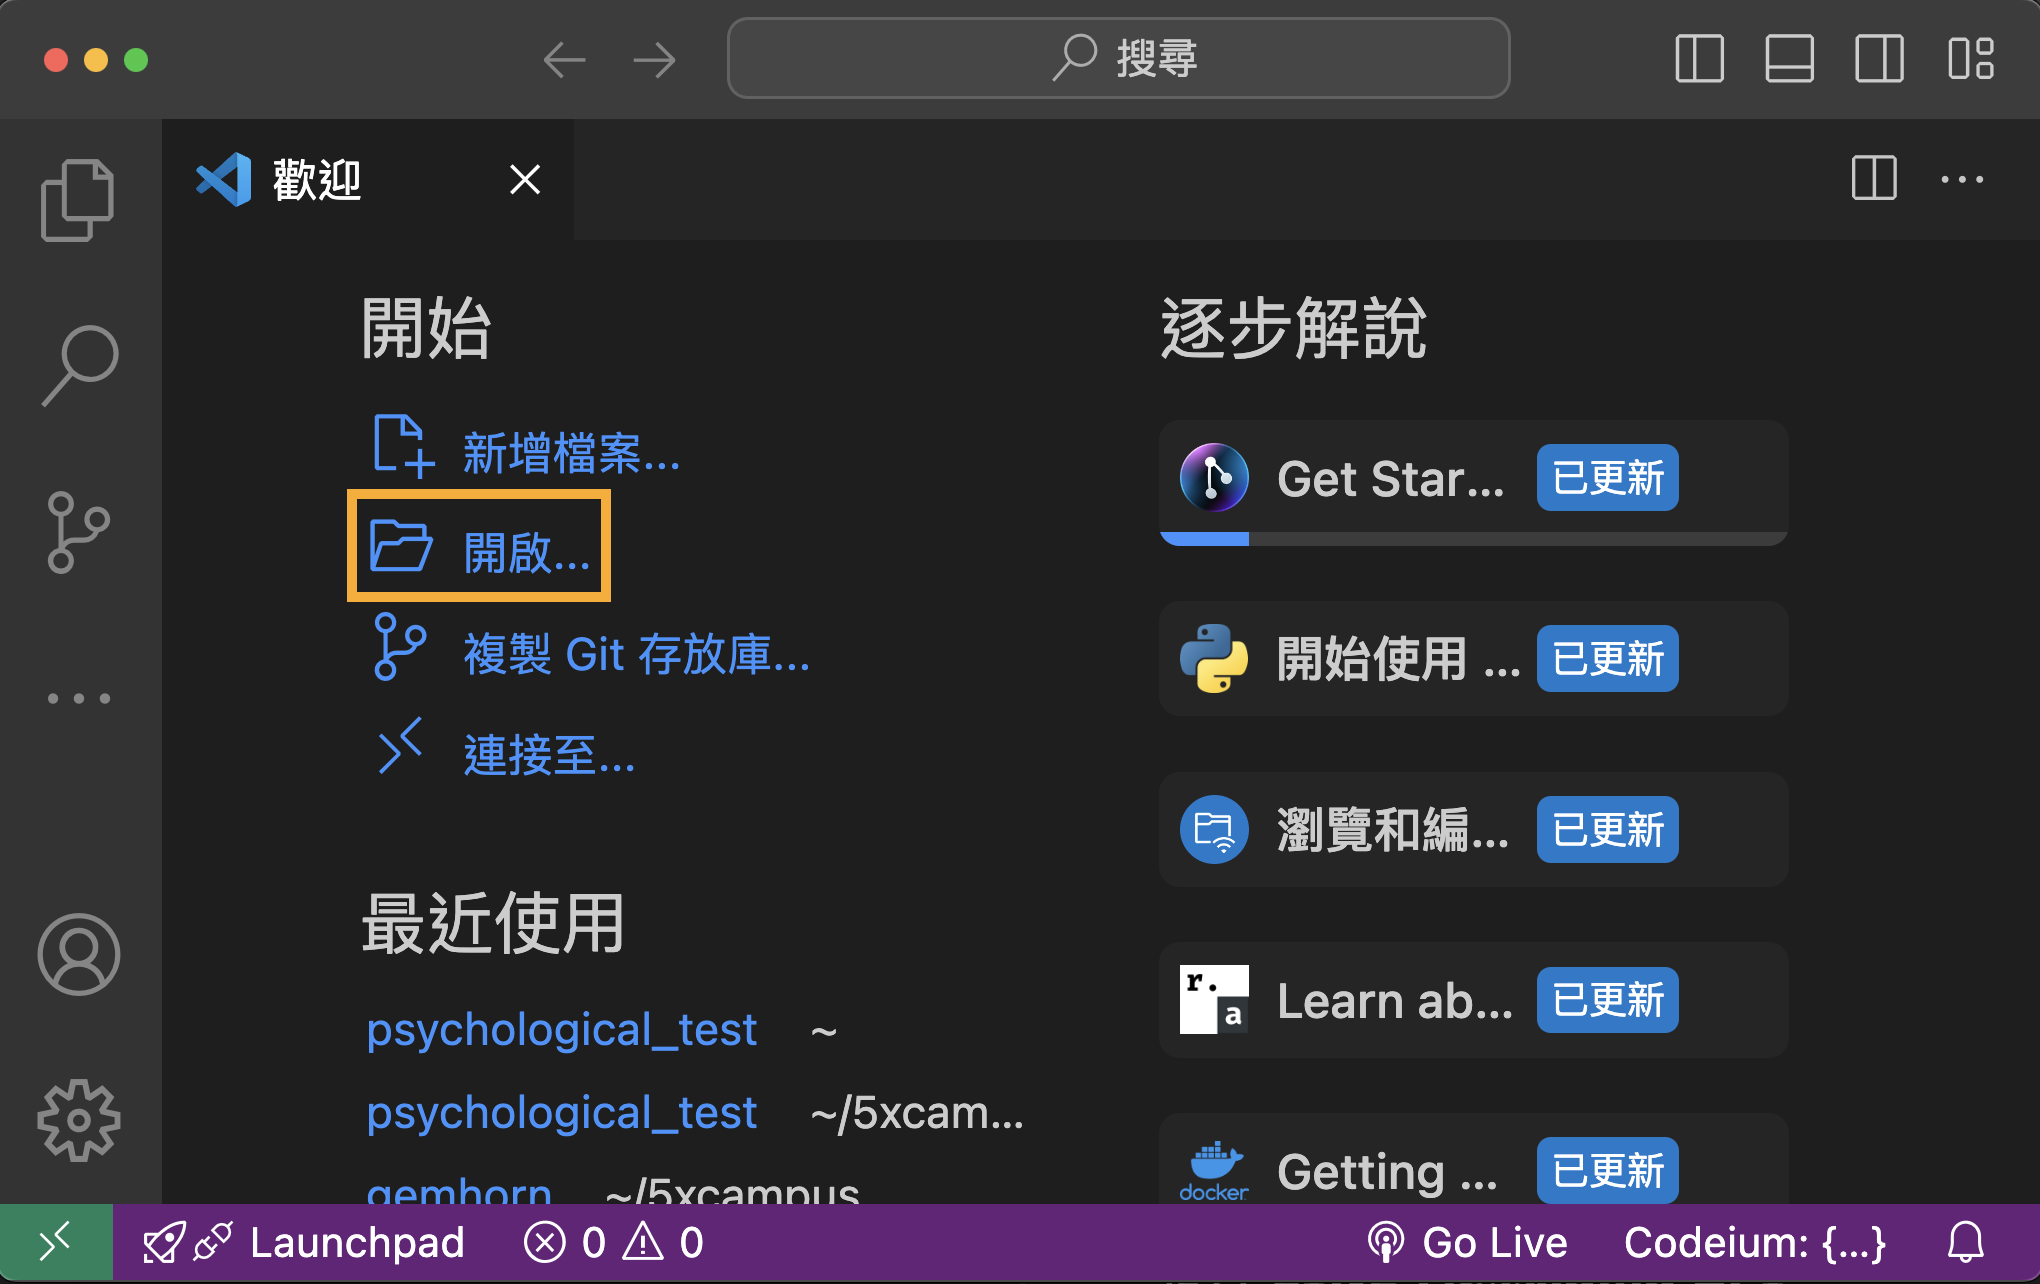 搜尋
歡迎
開始
新增檔案...
開啟...
複製 Git 存放庫...
連接至...
最近使用
psychological_test ~
psychological_test ~/5xcam...
gemhorn ~/5xcampus
逐步解說
Get Star... 已更新
開始使用 ... 已更新
瀏覽和編... 已更新
r. a Learn ab... 已更新
docker Getting ... 已更新
Launchpad 0 0 Go Live Codeium: {...}